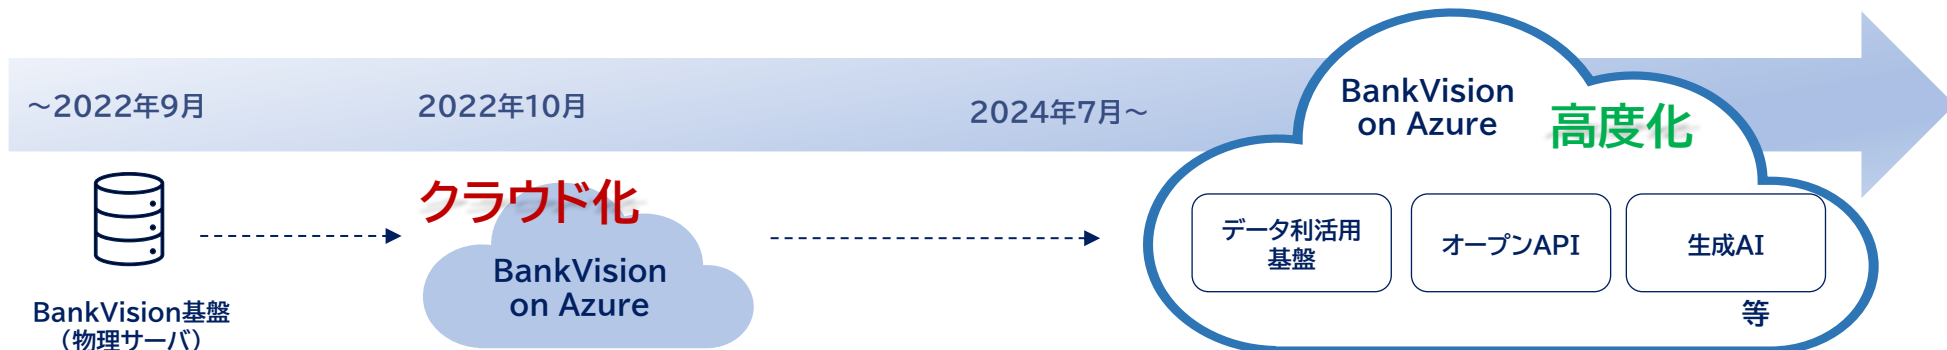 ～2022年9月
2022年10月
2024年7月～
BankVision
on Azure
高度化
クラウド化
BankVision
on Azure
データ利活用
基盤
オープンAPI
生成AI
等
BankVision基盤
（物理サーバ）